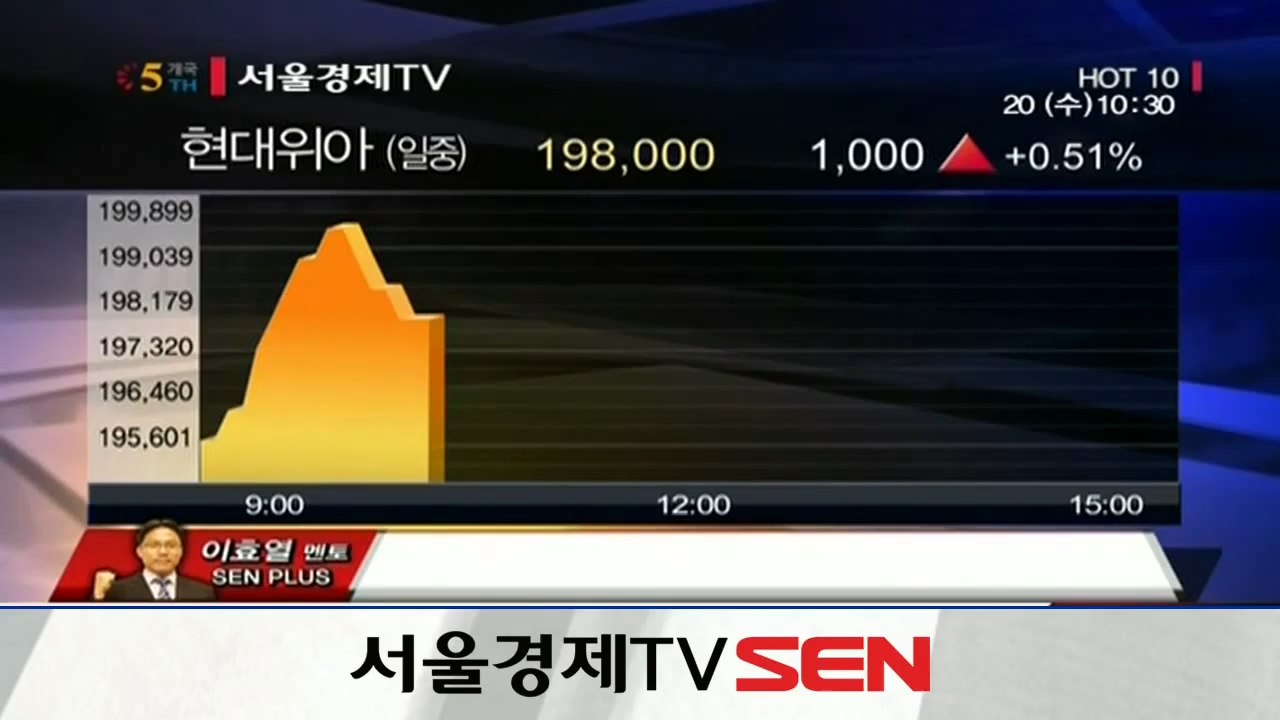 5 개국 TH 서울경제TV
HOT 10
20 (수) 10:30
현대위아 (일중) 198,000 1,000 ▲ +0.51%
199,899
199,039
198,179
197,320
196,460
195,601
9:00 12:00 15:00
이효열 멘토
SEN PLUS
서울경제TV SEN